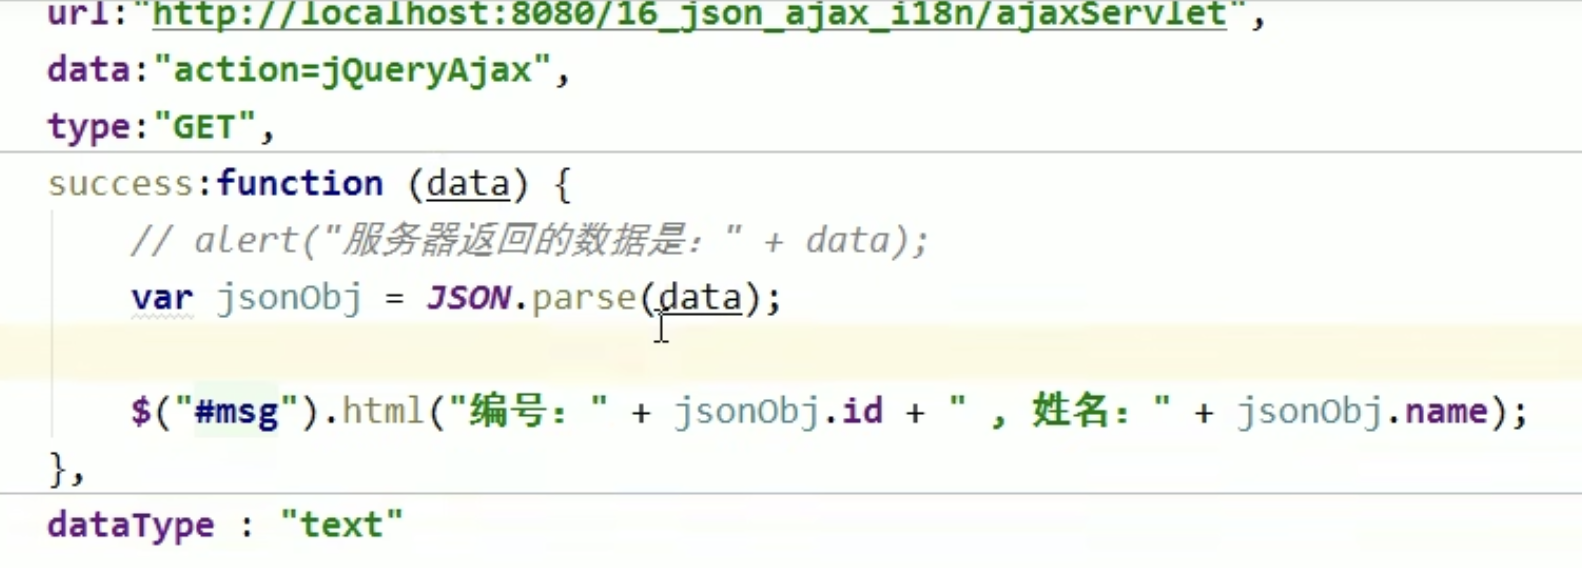 url:"http://localhost:8080/16_json_ajax_i18n/ajaxServlet",
data:"action=jQueryAjax",
type:"GET",
success:function (data) {
// alert("服务器返回的数据是：" + data);
var jsonObj = JSON.parse(data);
$("#msg").html("编号：" + jsonObj.id + " , 姓名：" + jsonObj.name);
},
dataType : "text"